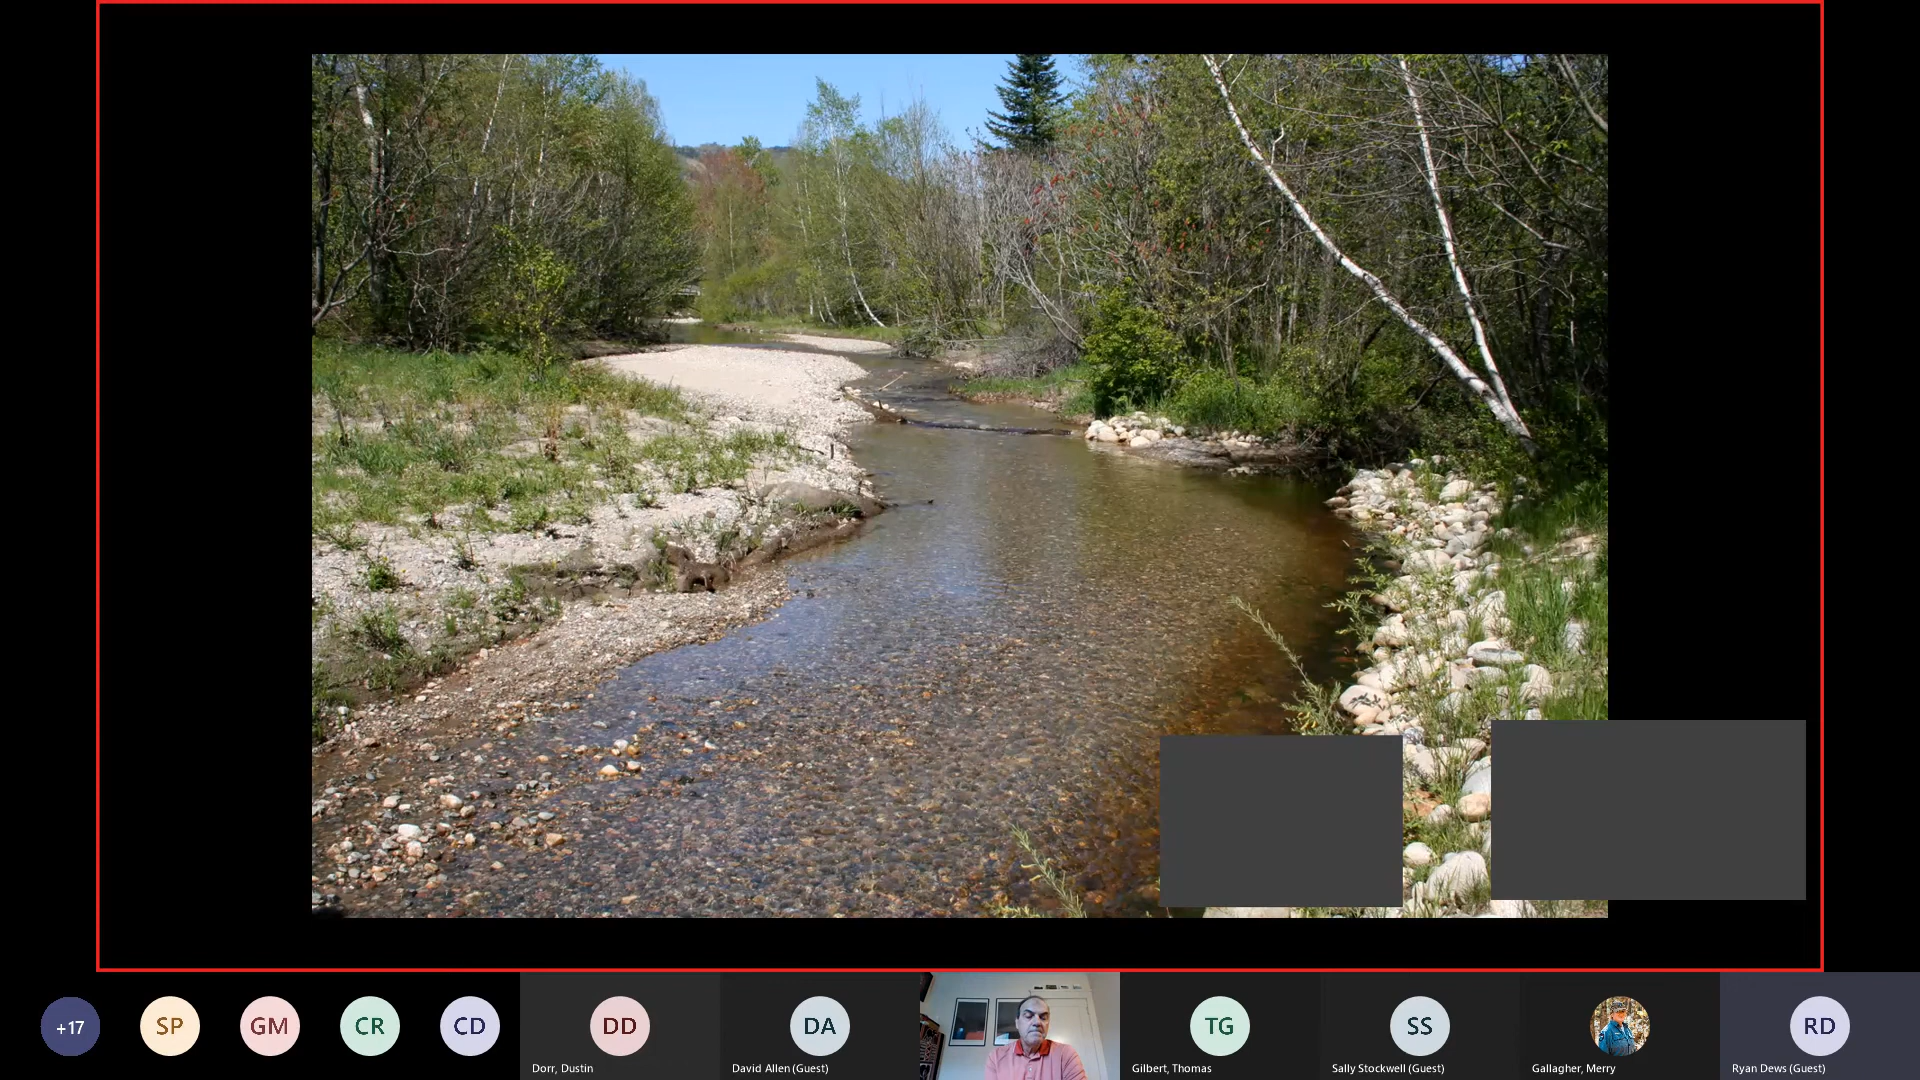 +17
SP
GM
CR
CD
DD
DA
TG
SS
RD
Dorr, Dustin
David Allen (Guest)
Gilbert, Thomas
Sally Stockwell (Guest)
Gallagher, Merry
Ryan Dews (Guest)